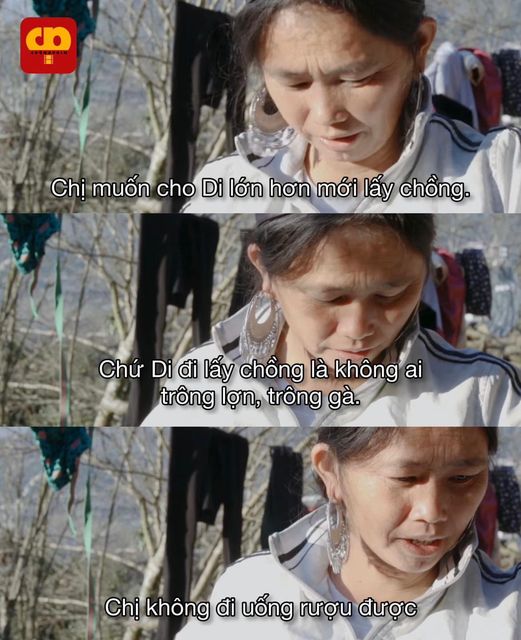 Chị muốn cho Di lớn hơn mới lấy chồng.
Chứ Di đi lấy chồng là không ai
trông lợn, trông gà.
Chị không đi uống rượu được